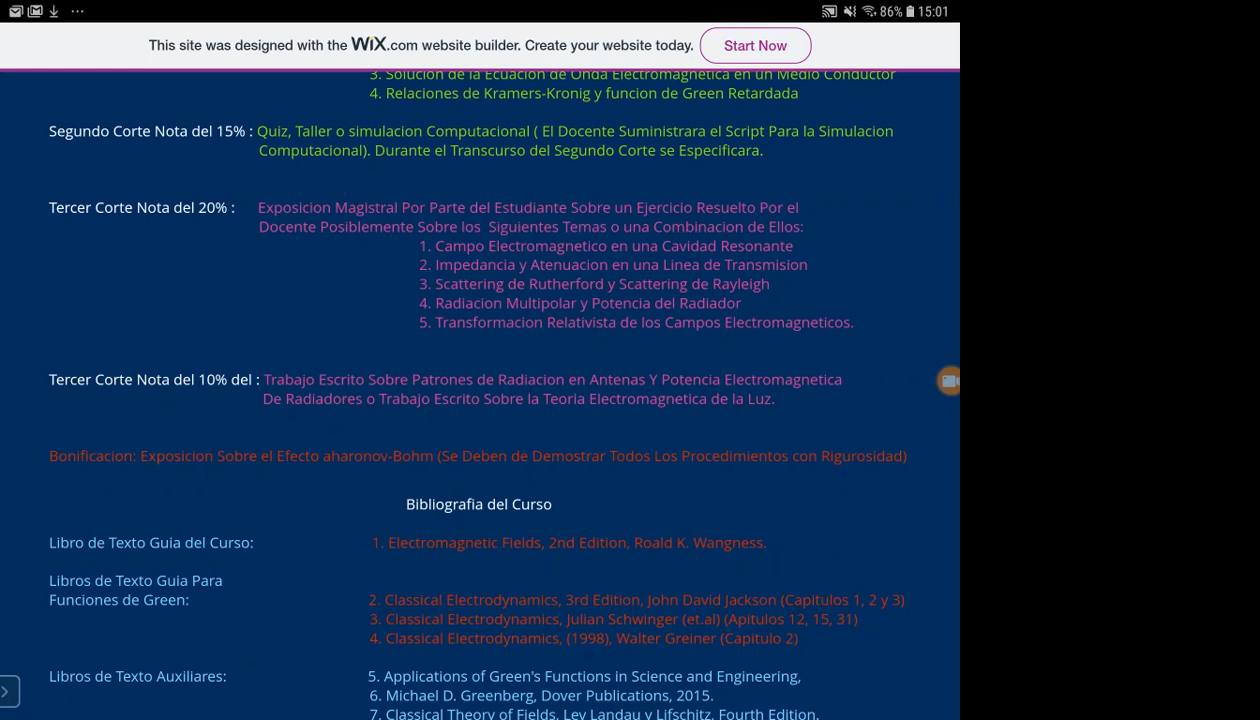 86% 15:01
This site was designed with the WiX.com website builder. Create your website today. Start Now
3. Solucion de la Ecuacion de Onda Electromagnetica en un Medio Conductor
4. Relaciones de Kramers-Kronig y funcion de Green Retardada
Segundo Corte Nota del 15% : Quiz, Taller o simulacion Computacional ( El Docente Suministrara el Script Para la Simulacion
Computacional). Durante el Transcurso del Segundo Corte se Especificara.
Tercer Corte Nota del 20% : Exposicion Magistral Por Parte del Estudiante Sobre un Ejercicio Resuelto Por el
Docente Posiblemente Sobre los Siguientes Temas o una Combinacion de Ellos:
1. Campo Electromagnetico en una Cavidad Resonante
2. Impedancia y Atenuacion en una Linea de Transmision
3. Scattering de Rutherford y Scattering de Rayleigh
4. Radiacion Multipolar y Potencia del Radiador
5. Transformacion Relativista de los Campos Electromagneticos.
Tercer Corte Nota del 10% del : Trabajo Escrito Sobre Patrones de Radiacion en Antenas Y Potencia Electromagnetica
De Radiadores o Trabajo Escrito Sobre la Teoria Electromagnetica de la Luz.
Bonificacion: Exposicion Sobre el Efecto aharonov-Bohm (Se Deben de Demostrar Todos Los Procedimientos con Rigurosidad)
Bibliografia del Curso
Libro de Texto Guia del Curso: 1. Electromagnetic Fields, 2nd Edition, Roald K. Wangness.
Libros de Texto Guia Para
Funciones de Green: 2. Classical Electrodynamics, 3rd Edition, John David Jackson (Capitulos 1, 2 y 3)
3. Classical Electrodynamics, Julian Schwinger (et.al) (Apitulos 12, 15, 31)
4. Classical Electrodynamics, (1998), Walter Greiner (Capitulo 2)
Libros de Texto Auxiliares: 5. Applications of Green's Functions in Science and Engineering,
6. Michael D. Greenberg, Dover Publications, 2015.
7. Classical Theory of Fields, Lev Landau y Lifschitz. Fourth Edition.